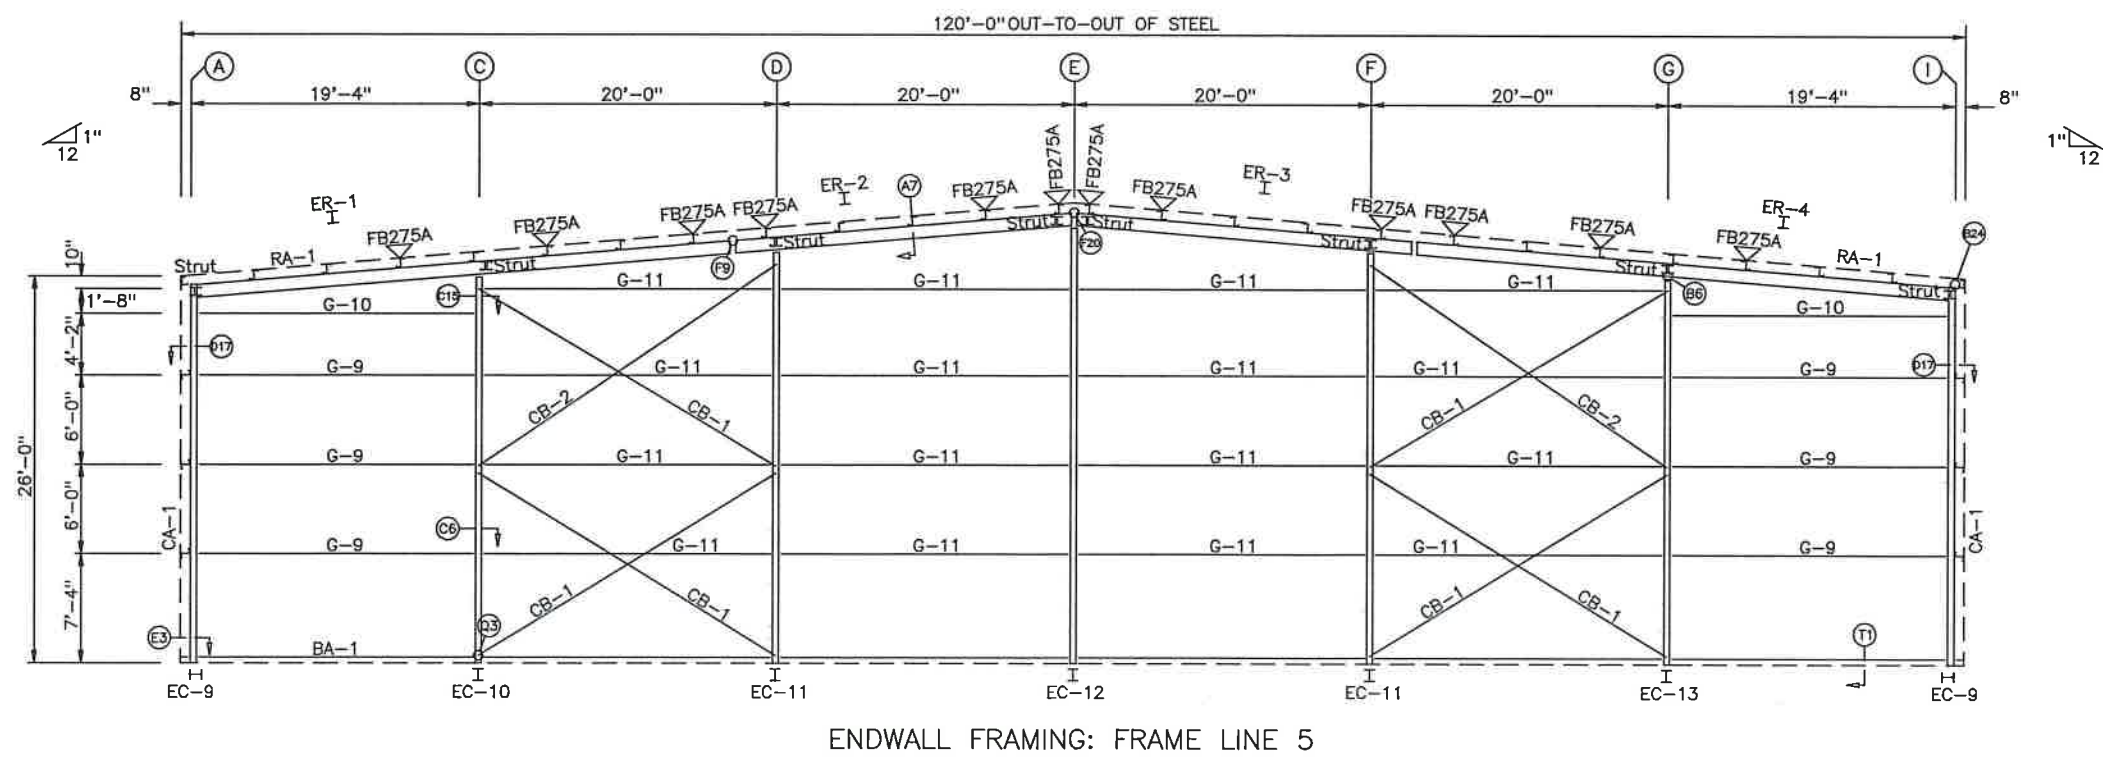 120'-0" OUT-TO-OUT OF STEEL
A C D E F G I
8" 19'-4" 20'-0" 20'-0" 20'-0" 20'-0" 19'-4" 8"
1" 12
1" 12
ER-1 ER-2 ER-3 ER-4
A7
FB275A FB275A
FB275A FB275A FB275A FB275A FB275A FB275A FB275A FB275A FB275A FB275A
RA-1 RA-1
B24
Strut Strut Strut Strut Strut Strut Strut Strut
F9 F20 B6
10"
1'-8"
4'-2"
6'-0"
6'-0"
7'-4"
26'-0"
G-11 G-11 G-11 G-11
G-10 C15 G-10
D17 D17
G-9 G-11 G-11 G-11 G-11 G-9
CB-2 CB-1 CB-1 CB-2
G-9 G-11 G-11 G-11 G-11 G-9
CA-1 C6 CA-1
G-9 G-11 G-11 G-11 G-11 G-9
CB-1 CB-1 CB-1 CB-1
E3 Q3 T1
BA-1
EC-9 EC-10 EC-11 EC-12 EC-11 EC-13 EC-9
ENDWALL FRAMING: FRAME LINE 5